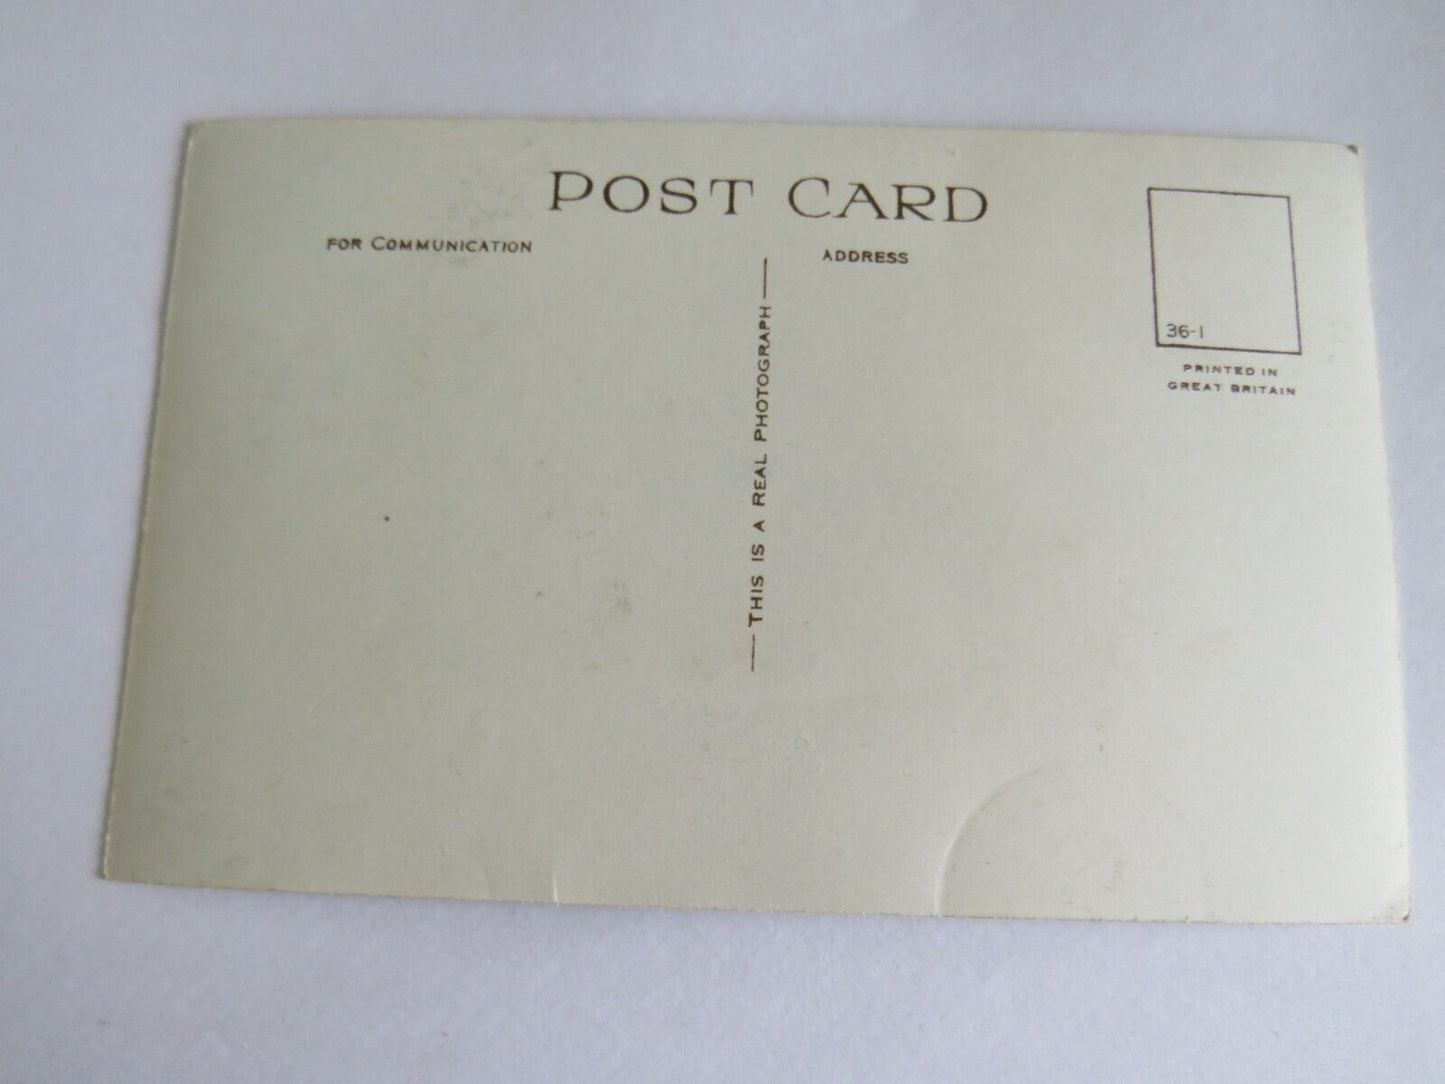 POST CARD
FOR COMMUNICATION
ADDRESS
THIS IS A REAL PHOTOGRAPH
36-1
PRINTED IN
GREAT BRITAIN